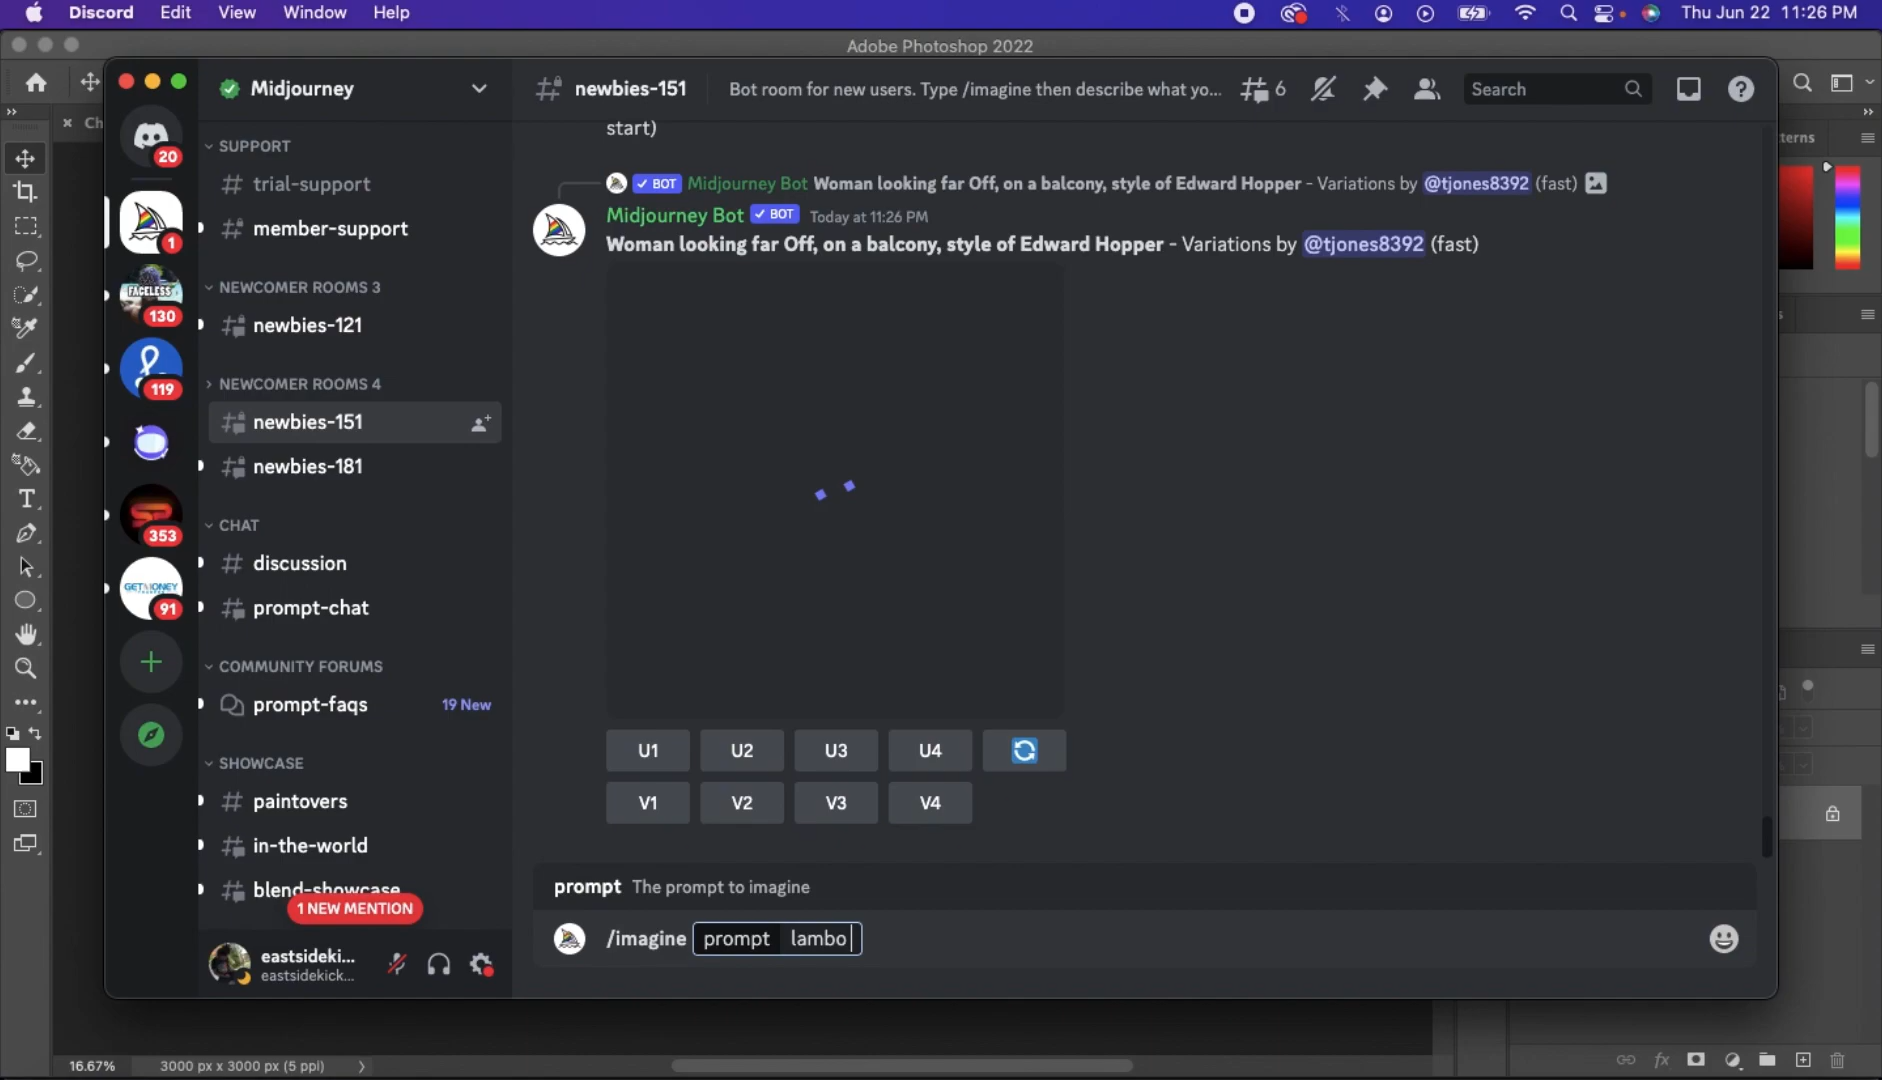 Discord Edit View Window Help
Thu Jun 22 11:26 PM
Adobe Photoshop 2022
Ch
Midjourney
newbies-151
Bot room for new users. Type /imagine then describe what yo...
6
Search
SUPPORT
trial-support
member-support
NEWCOMER ROOMS 3
newbies-121
NEWCOMER ROOMS 4
newbies-151
newbies-181
CHAT
discussion
prompt-chat
COMMUNITY FORUMS
prompt-faqs 19 New
SHOWCASE
paintovers
in-the-world
blend-showcase
1 NEW MENTION
eastsideki...
eastsidekick...
20
1
FACELESS
130
119
SP
353
GETMONEY
91
start)
BOT Midjourney Bot Woman looking far Off, on a balcony, style of Edward Hopper - Variations by @tjones8392 (fast)
Midjourney Bot BOT Today at 11:26 PM
Woman looking far Off, on a balcony, style of Edward Hopper - Variations by @tjones8392 (fast)
U1 U2 U3 U4
V1 V2 V3 V4
prompt The prompt to imagine
/imagine prompt lambo
terns
s
16.67% 3000 px x 3000 px (5 ppi)
fx